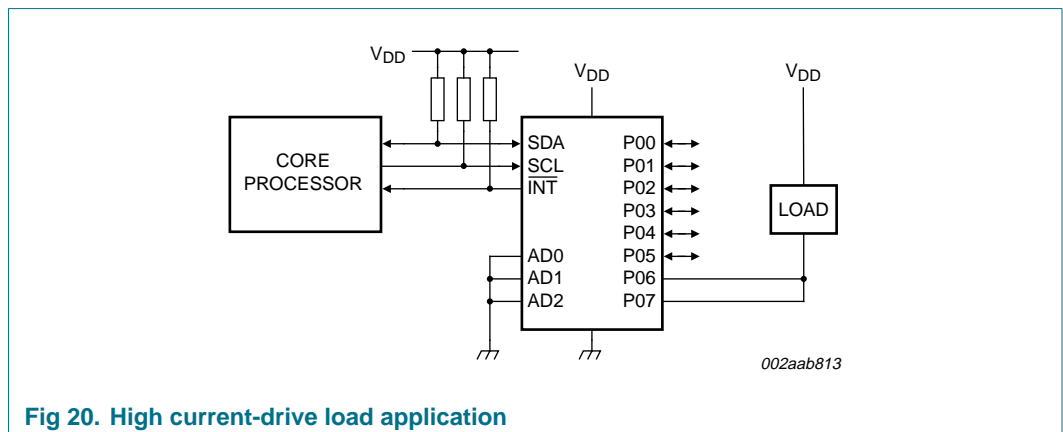 VDD
VDD
VDD
CORE
PROCESSOR
SDA
SCL
INT
AD0
AD1
AD2
P00
P01
P02
P03
P04
P05
P06
P07
LOAD
002aab813
Fig 20. High current-drive load application